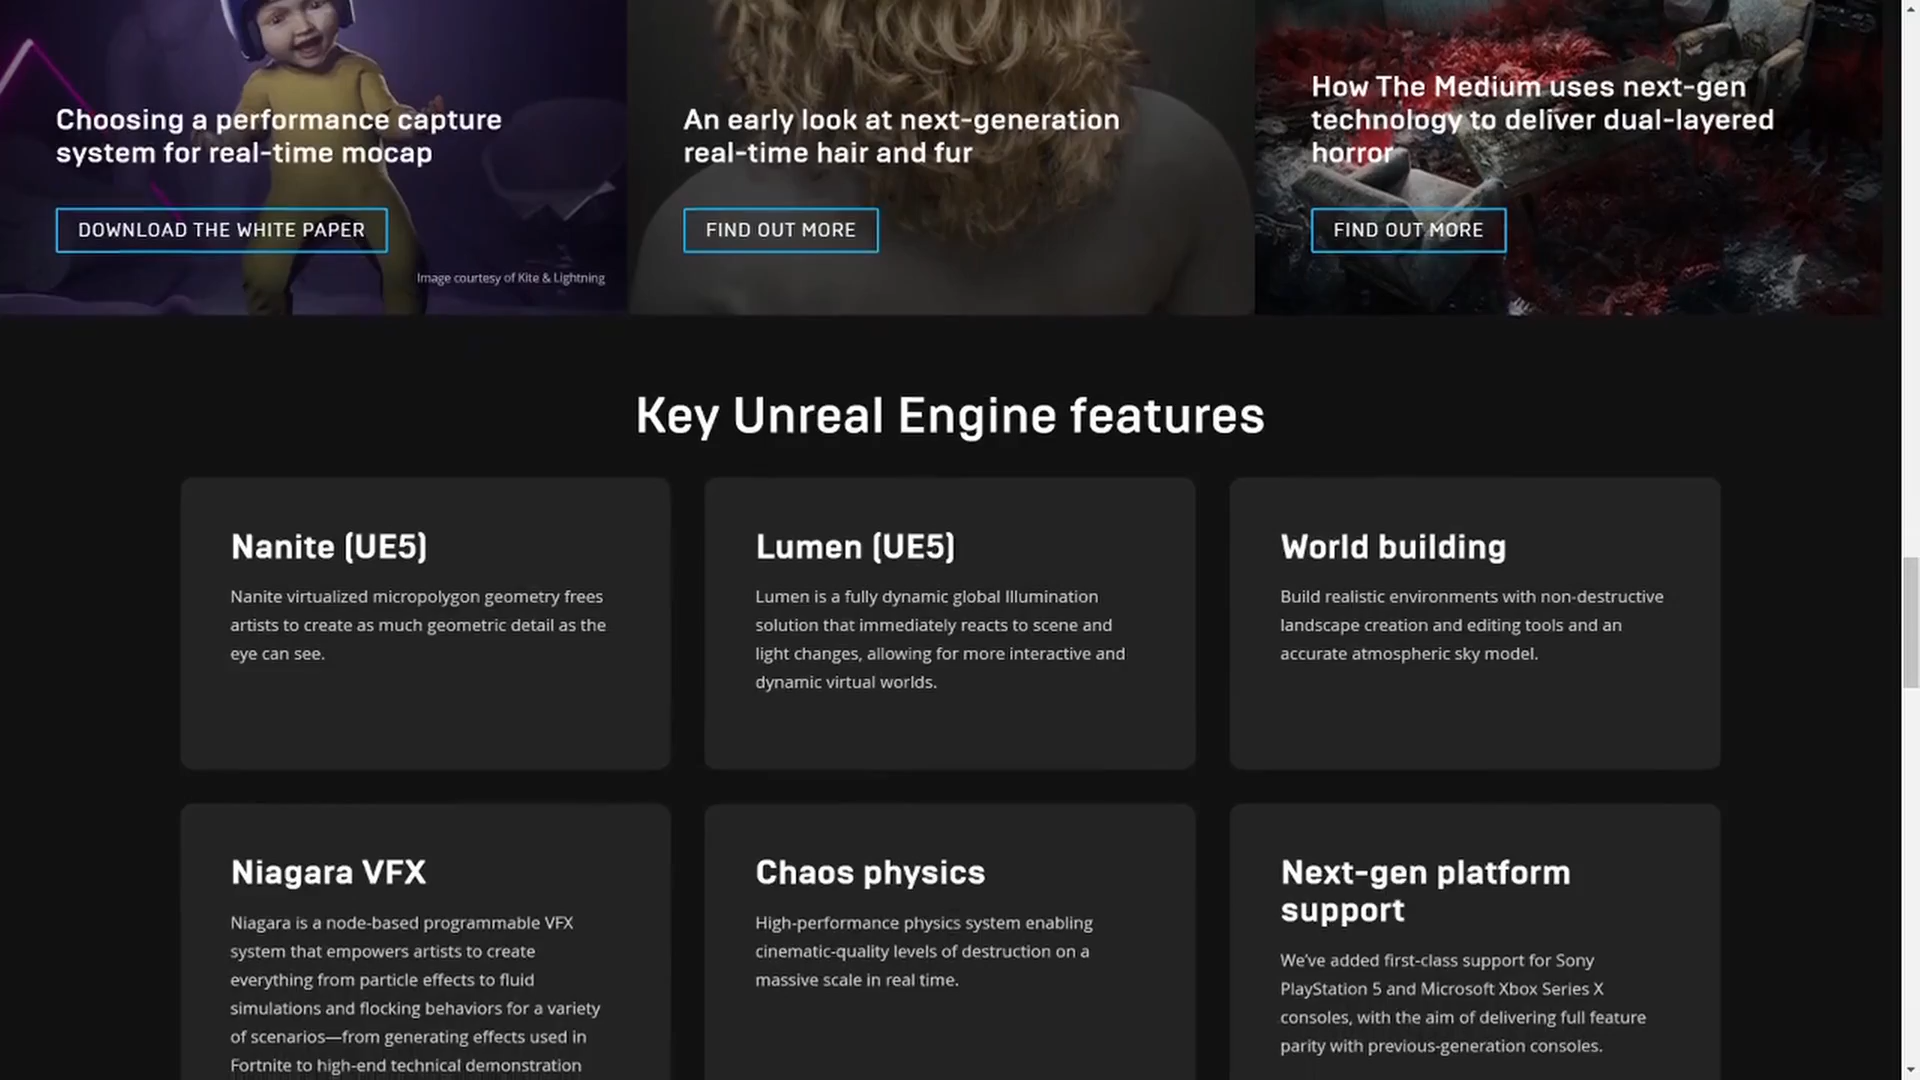 Choosing a performance capture
system for real-time mocap
DOWNLOAD THE WHITE PAPER
Image courtesy of Kite & Lightning
An early look at next-generation
real-time hair and fur
FIND OUT MORE
How The Medium uses next-gen
technology to deliver dual-layered
horror
FIND OUT MORE
Key Unreal Engine features
Nanite (UE5)
Nanite virtualized micropolygon geometry frees
artists to create as much geometric detail as the
eye can see.
Lumen (UE5)
Lumen is a fully dynamic global Illumination
solution that immediately reacts to scene and
light changes, allowing for more interactive and
dynamic virtual worlds.
World building
Build realistic environments with non-destructive
landscape creation and editing tools and an
accurate atmospheric sky model.
Niagara VFX
Niagara is a node-based programmable VFX
system that empowers artists to create
everything from particle effects to fluid
simulations and flocking behaviors for a variety
of scenarios—from generating effects used in
Fortnite to high-end technical demonstration
Chaos physics
High-performance physics system enabling
cinematic-quality levels of destruction on a
massive scale in real time.
Next-gen platform
support
We've added first-class support for Sony
PlayStation 5 and Microsoft Xbox Series X
consoles, with the aim of delivering full feature
parity with previous-generation consoles.